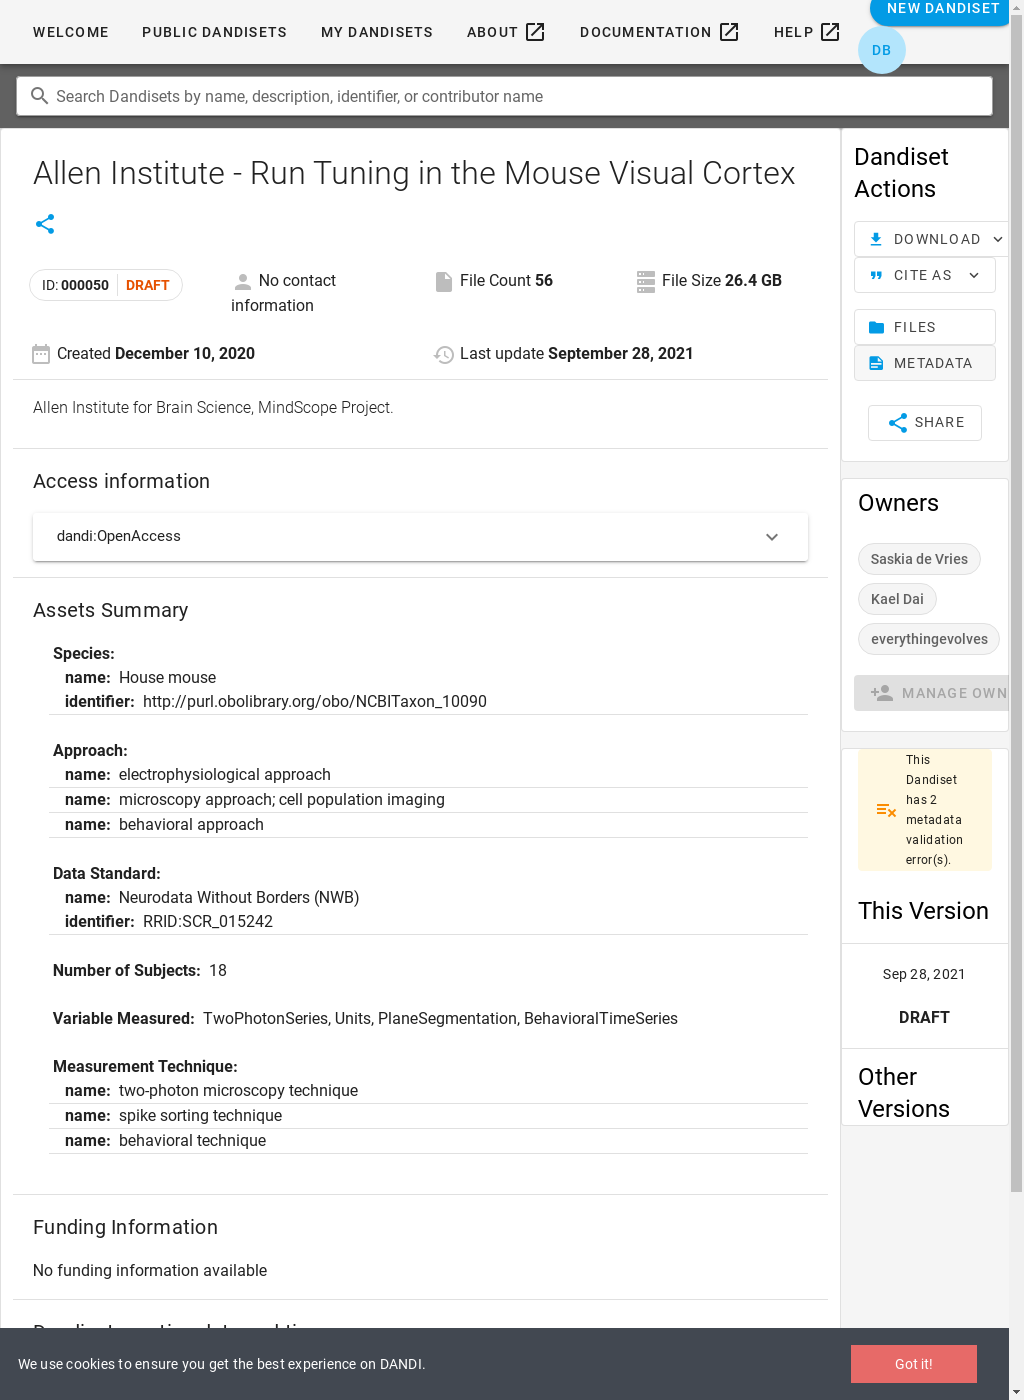 WELCOME PUBLIC DANDISETS MY DANDISETS ABOUT DOCUMENTATION HELP NEW DANDISET
DB
Search Dandisets by name, description, identifier, or contributor name
Allen Institute - Run Tuning in the Mouse Visual Cortex
ID: 000050 DRAFT
No contact information
File Count 56
File Size 26.4 GB
Created December 10, 2020
Last update September 28, 2021
Allen Institute for Brain Science, MindScope Project.
Access information
dandi:OpenAccess
Assets Summary
Species:
name: House mouse
identifier: http://purl.obolibrary.org/obo/NCBITaxon_10090
Approach:
name: electrophysiological approach
name: microscopy approach; cell population imaging
name: behavioral approach
Data Standard:
name: Neurodata Without Borders (NWB)
identifier: RRID:SCR_015242
Number of Subjects: 18
Variable Measured: TwoPhotonSeries, Units, PlaneSegmentation, BehavioralTimeSeries
Measurement Technique:
name: two-photon microscopy technique
name: spike sorting technique
name: behavioral technique
Funding Information
No funding information available
Dandiset Actions
DOWNLOAD
CITE AS
FILES
METADATA
SHARE
Owners
Saskia de Vries
Kael Dai
everythingevolves
MANAGE OWN
This
Dandiset
has 2
metadata
validation
error(s).
This Version
Sep 28, 2021
DRAFT
Other
Versions
We use cookies to ensure you get the best experience on DANDI.
Got it!